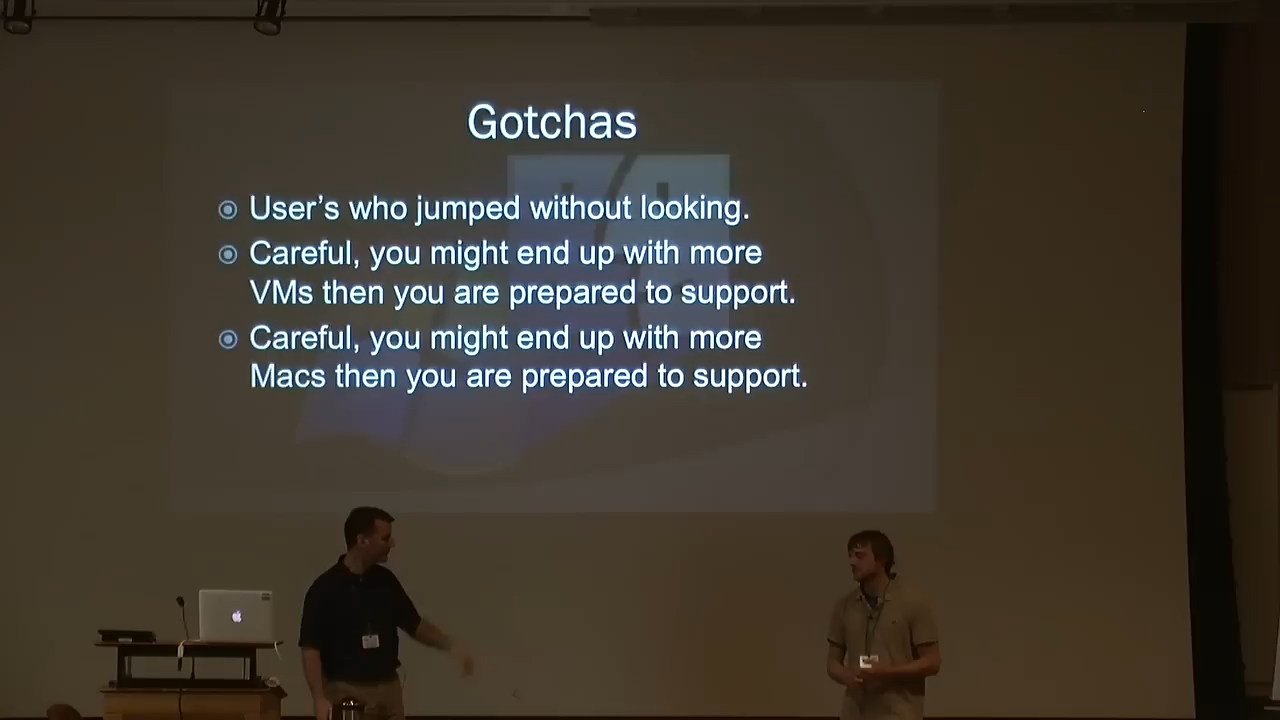 Gotchas
User's who jumped without looking.
Careful, you might end up with more
VMs then you are prepared to support.
Careful, you might end up with more
Macs then you are prepared to support.